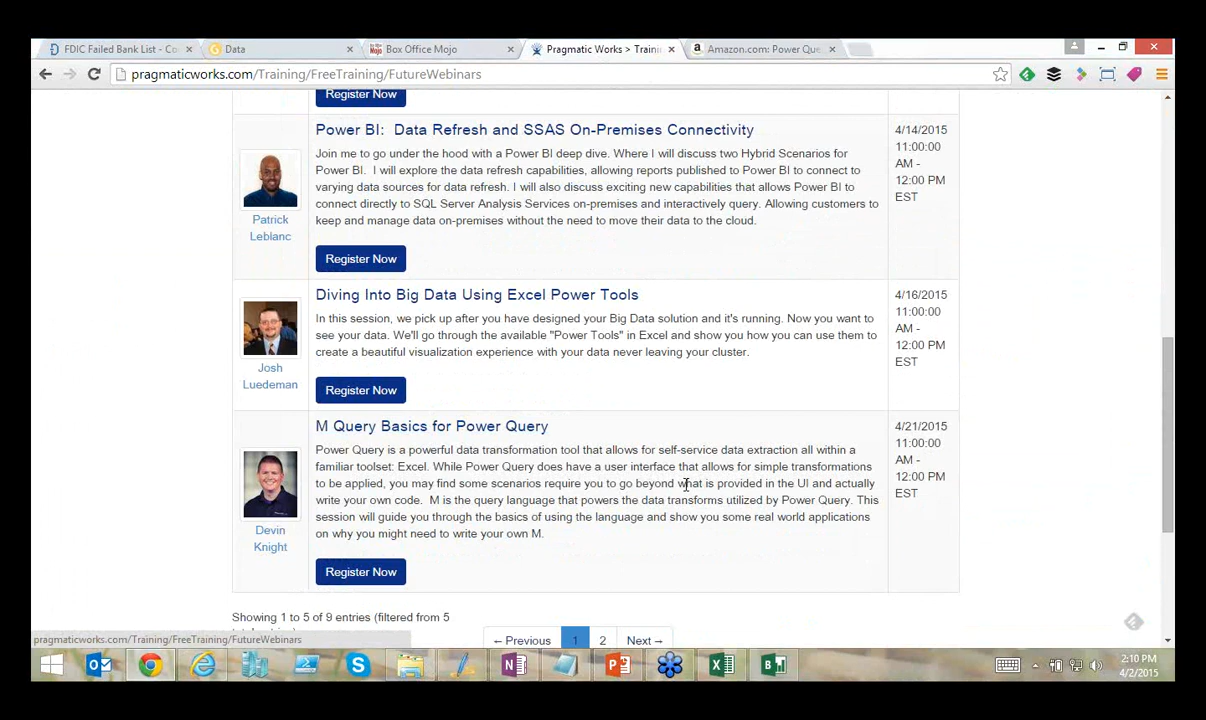 FDIC Failed Bank List - Co
Data
Box Office Mojo
Pragmatic Works > Traini
Amazon.com: Power Que
pragmaticworks.com/Training/FreeTraining/FutureWebinars
Register Now
Power BI: Data Refresh and SSAS On-Premises Connectivity
Join me to go under the hood with a Power BI deep dive. Where I will discuss two Hybrid Scenarios for
Power BI. I will explore the data refresh capabilities, allowing reports published to Power BI to connect to
varying data sources for data refresh. I will also discuss exciting new capabilities that allows Power BI to
connect directly to SQL Server Analysis Services on-premises and interactively query. Allowing customers to
keep and manage data on-premises without the need to move their data to the cloud.
Patrick
Leblanc
Register Now
4/14/2015
11:00:00
AM -
12:00 PM
EST
Diving Into Big Data Using Excel Power Tools
In this session, we pick up after you have designed your Big Data solution and it's running. Now you want to
see your data. We'll go through the available "Power Tools" in Excel and show you how you can use them to
create a beautiful visualization experience with your data never leaving your cluster.
Josh
Luedeman
Register Now
4/16/2015
11:00:00
AM -
12:00 PM
EST
M Query Basics for Power Query
Power Query is a powerful data transformation tool that allows for self-service data extraction all within a
familiar toolset: Excel. While Power Query does have a user interface that allows for simple transformations
to be applied, you may find some scenarios require you to go beyond what is provided in the UI and actually
write your own code. M is the query language that powers the data transforms utilized by Power Query. This
session will guide you through the basics of using the language and show you some real world applications
on why you might need to write your own M.
Devin
Knight
Register Now
4/21/2015
11:00:00
AM -
12:00 PM
EST
Showing 1 to 5 of 9 entries (filtered from 5
← Previous 1 2 Next →
pragmaticworks.com/Training/FreeTraining/FutureWebinars
2:10 PM
4/2/2015